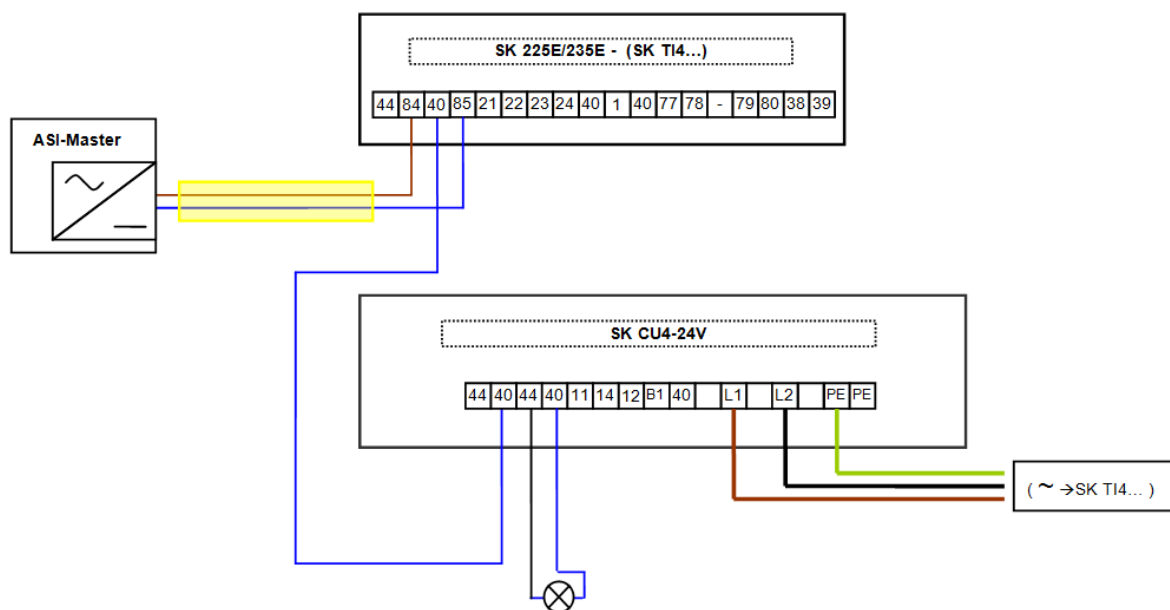 SK 225E/235E - (SK TI4...)
44 84 40 85 21 22 23 24 40 1 40 77 78 - 79 80 38 39
ASI-Master
SK CU4-24V
44 40 44 40 11 14 12 B1 40 L1 L2 PE PE
( ~ →SK TI4... )